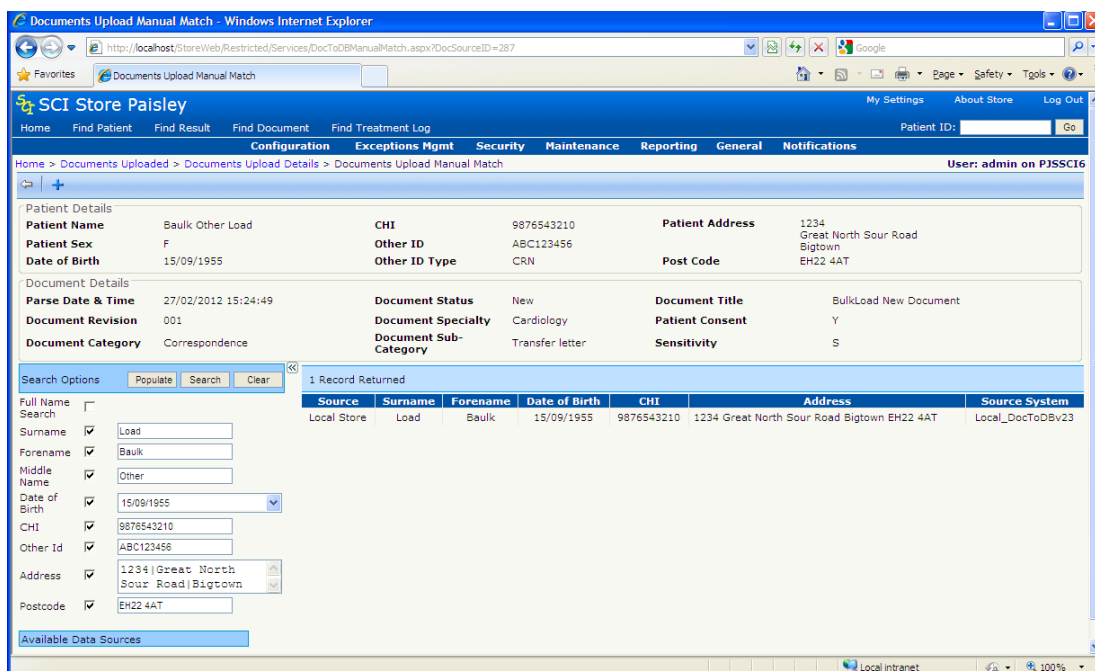 Documents Upload Manual Match - Windows Internet Explorer
http://localhost/StoreWeb/Restricted/Services/DocToDBManualMatch.aspx?DocSourceID=287
Google
Favorites Documents Upload Manual Match Page Safety Tools
SCI Store Paisley My Settings About Store Log Out
Home Find Patient Find Result Find Document Find Treatment Log Patient ID: Go
Configuration Exceptions Mgmt Security Maintenance Reporting General Notifications
Home > Documents Uploaded > Documents Upload Details > Documents Upload Manual Match User: admin on PJSSCI6
Patient Details
Patient Name Baulk Other Load CHI 9876543210 Patient Address 1234
Great North Sour Road
Patient Sex F Other ID ABC123456 Bigtown
Date of Birth 15/09/1955 Other ID Type CRN Post Code EH22 4AT
Document Details
Parse Date & Time 27/02/2012 15:24:49 Document Status New Document Title BulkLoad New Document
Document Revision 001 Document Specialty Cardiology Patient Consent Y
Document Category Correspondence Document Sub-Category Transfer letter Sensitivity S
Search Options Populate Search Clear 1 Record Returned
Source Surname Forename Date of Birth CHI Address Source System
Local Store Load Baulk 15/09/1955 9876543210 1234 Great North Sour Road Bigtown EH22 4AT Local_DocToDBv23
Full Name Search
Surname Load
Forename Baulk
Middle Name Other
Date of Birth 15/09/1955
CHI 9876543210
Other Id ABC123456
Address 1234|Great North
Sour Road|Bigtown
Postcode EH22 4AT
Available Data Sources
Local intranet 100%